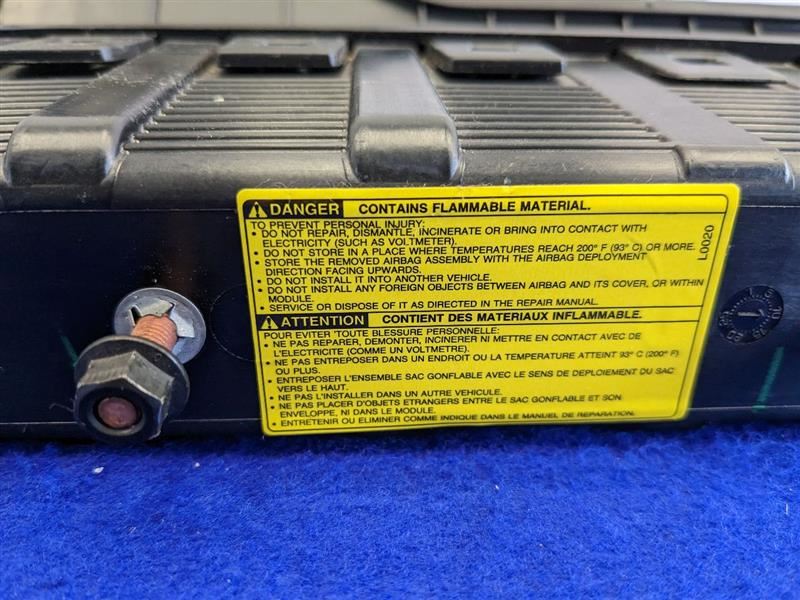 DANGER CONTAINS FLAMMABLE MATERIAL.
TO PREVENT PERSONAL INJURY:
• DO NOT REPAIR, DISMANTLE, INCINERATE OR BRING INTO CONTACT WITH
ELECTRICITY (SUCH AS VOLTMETER).
• DO NOT STORE IN A PLACE WHERE TEMPERATURES REACH 200° F (93° C) OR MORE.
• STORE THE REMOVED AIRBAG ASSEMBLY WITH THE AIRBAG DEPLOYMENT
DIRECTION FACING UPWARDS.
• DO NOT INSTALL IT INTO ANOTHER VEHICLE.
• DO NOT INSTALL ANY FOREIGN OBJECTS BETWEEN AIRBAG AND ITS COVER, OR WITHIN
MODULE.
• SERVICE OR DISPOSE OF IT AS DIRECTED IN THE REPAIR MANUAL.
L0020
ATTENTION CONTIENT DES MATERIAUX INFLAMMABLE.
POUR EVITER TOUTE BLESSURE PERSONNELLE:
• NE PAS REPARER, DEMONTER, INCINERER NI METTRE EN CONTACT AVEC DE
L'ELECTRICITE (COMME UN VOLTMETRE).
• NE PAS ENTREPOSER DANS UN ENDROIT OU LA TEMPERATURE ATTEINT 93° C (200° F)
OU PLUS.
• ENTREPOSER L'ENSEMBLE SAC GONFLABLE AVEC LE SENS DE DEPLOIEMENT DU SAC
VERS LE HAUT.
• NE PAS L'INSTALLER DANS UN AUTRE VEHICULE.
• NE PAS PLACER D'OBJETS ETRANGERS ENTRE LE SAC GONFLABLE ET SON
ENVELOPPE, NI DANS LE MODULE.
• ENTRETENIR OU ELIMINER COMME INDIQUE DANS LE MANUEL DE REPARATION.